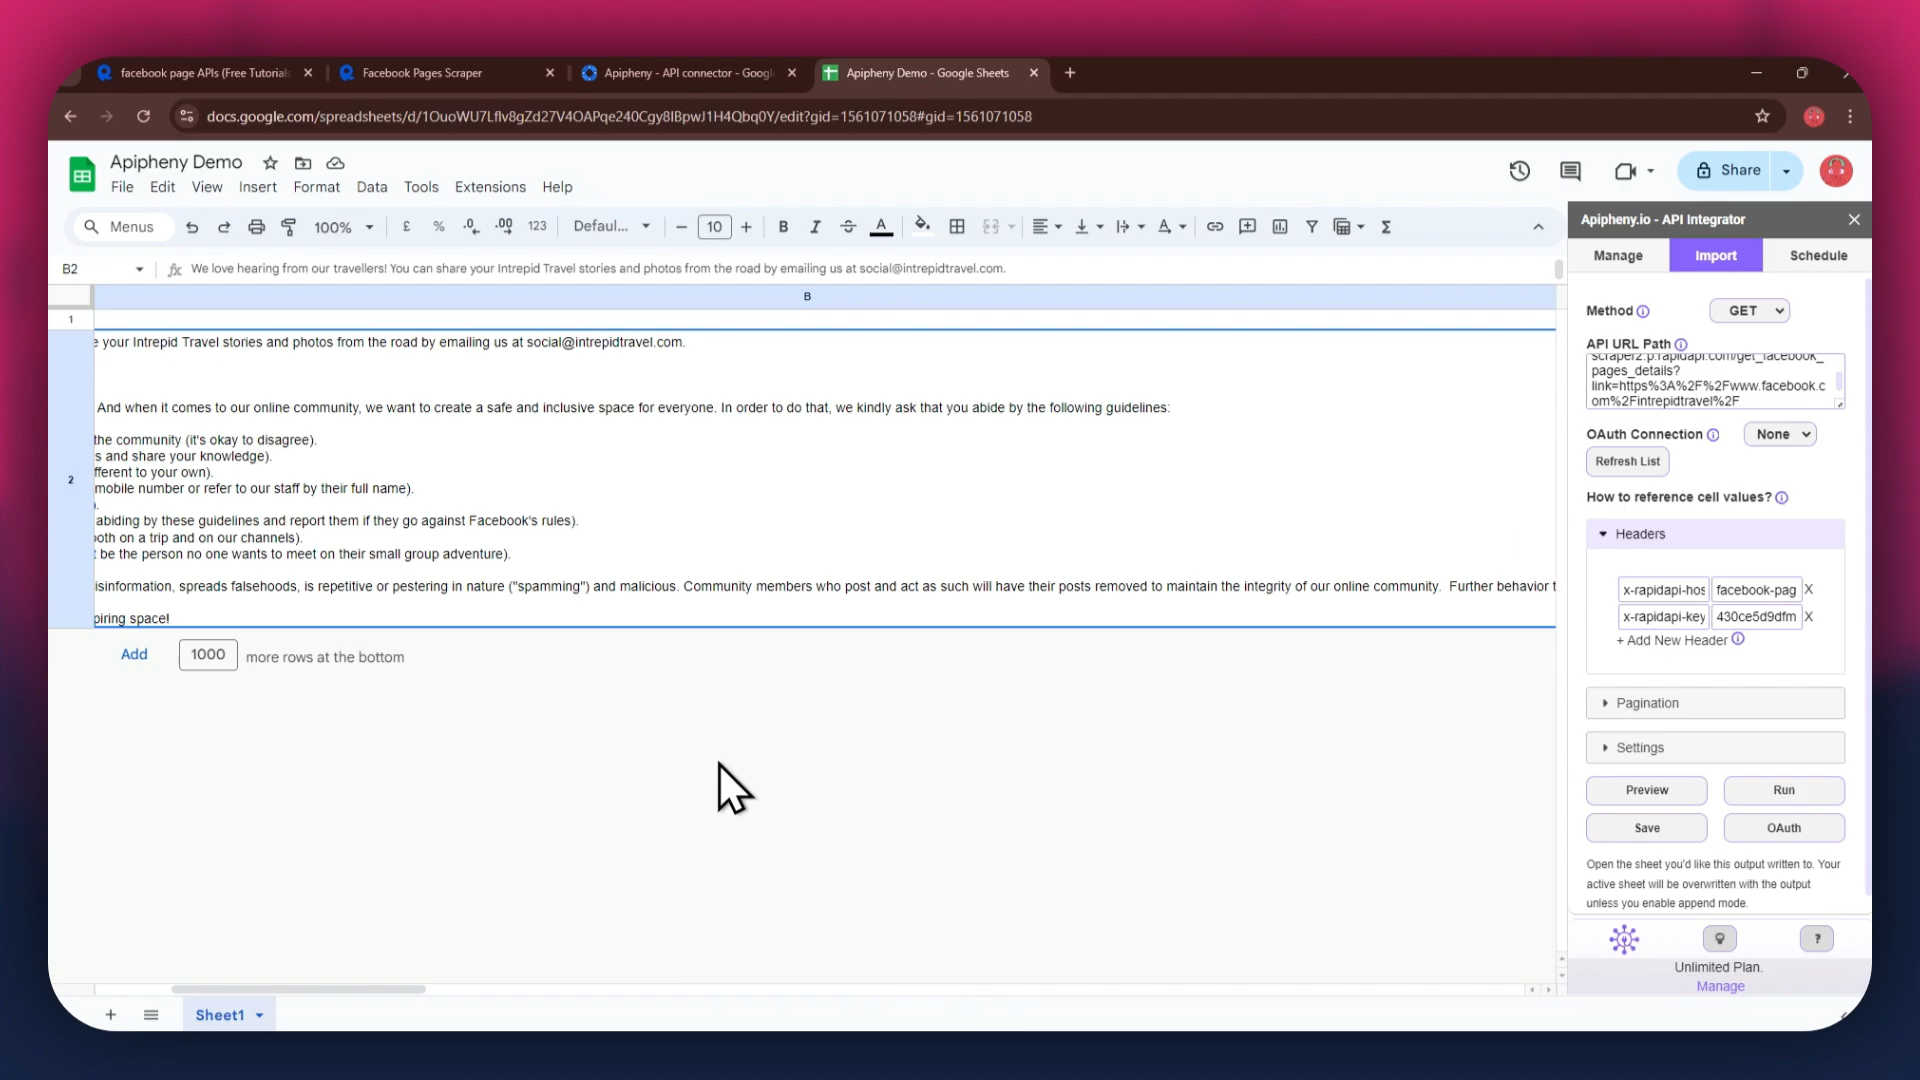 facebook page APIs (Free Tutorial
Facebook Pages Scraper
Apipheny - API connector - Googl
Apipheny Demo - Google Sheets
docs.google.com/spreadsheets/d/1OuoWU7Lflv8gZd27V4OAPqe240Cgy8IBpwJ1H4Qbq0Y/edit?gid=1561071058#gid=1561071058
Apipheny Demo
File Edit View Insert Format Data Tools Extensions Help
Share
Menus
100%
£ % .0 .00 123
Defaul...
10
B I A
B2
fx We love hearing from our travellers! You can share your Intrepid Travel stories and photos from the road by emailing us at social@intrepidtravel.com.
B
1
e your Intrepid Travel stories and photos from the road by emailing us at social@intrepidtravel.com.
And when it comes to our online community, we want to create a safe and inclusive space for everyone. In order to do that, we kindly ask that you abide by the following guidelines:
the community (it's okay to disagree).
s and share your knowledge).
fferent to your own).
2
mobile number or refer to our staff by their full name).
).
abiding by these guidelines and report them if they go against Facebook's rules).
both on a trip and on our channels).
t be the person no one wants to meet on their small group adventure).
isinformation, spreads falsehoods, is repetitive or pestering in nature ("spamming") and malicious. Community members who post and act as such will have their posts removed to maintain the integrity of our online community. Further behavior t
piring space!
Add 1000 more rows at the bottom
Sheet1
Apipheny.io - API Integrator
Manage Import Schedule
Method GET
API URL Path
scraper2.p.rapidapi.com/get_facebook_
pages_details?
link=https%3A%2F%2Fwww.facebook.c
om%2Fintrepidtravel%2F
OAuth Connection None
Refresh List
How to reference cell values?
Headers
x-rapidapi-hos facebook-pag X
x-rapidapi-key 430ce5d9dfm X
+ Add New Header
Pagination
Settings
Preview Run
Save OAuth
Open the sheet you'd like this output written to. Your
active sheet will be overwritten with the output
unless you enable append mode.
?
Unlimited Plan.
Manage